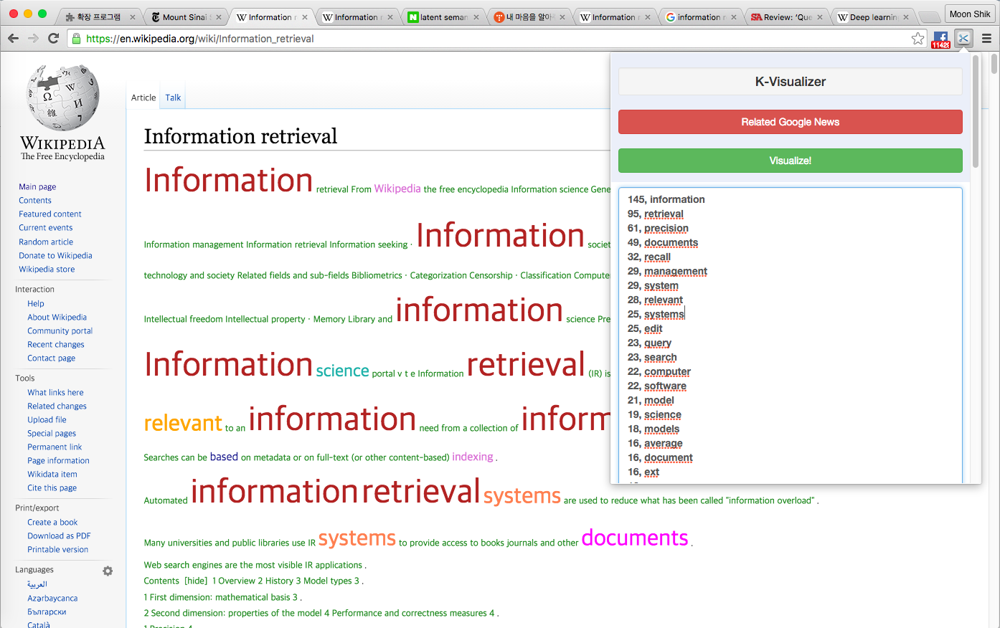 확장 프로그램
Mount Sinai
Information r
Information r
latent seman
내 마음을 알아
Information r
information r
Review: ‘Que
Deep learning
Moon Shik
https://en.wikipedia.org/wiki/Information_retrieval
WIKIPEDIA
The Free Encyclopedia
Main page
Contents
Featured content
Current events
Random article
Donate to Wikipedia
Wikipedia store
Interaction
Help
About Wikipedia
Community portal
Recent changes
Contact page
Tools
What links here
Related changes
Upload file
Special pages
Permanent link
Page information
Wikidata item
Cite this page
Print/export
Create a book
Download as PDF
Printable version
Languages
العربية
Azərbaycanca
Български
Català
Article Talk
Information retrieval
Information retrieval From Wikipedia the free encyclopedia Information science Gene
Information management Information retrieval Information seeking · Information societ
technology and society Related fields and sub-fields Bibliometrics · Categorization Censorship · Classification Compute
Intellectual freedom Intellectual property · Memory Library and information science Pre
Information science portal v t e Information retrieval (IR) is
relevant to an information need from a collection of inform
Searches can be based on metadata or on full-text (or other content-based) indexing .
Automated information retrieval systems are used to reduce what has been called "information overload" .
Many universities and public libraries use IR systems to provide access to books journals and other documents .
Web search engines are the most visible IR applications .
Contents [hide] 1 Overview 2 History 3 Model types 3 .
1 First dimension: mathematical basis 3 .
2 Second dimension: properties of the model 4 Performance and correctness measures 4 .
1 Precision 4
K-Visualizer
Related Google News
Visualize!
145, information
95, retrieval
61, precision
49, documents
32, recall
29, management
29, system
28, relevant
25, systems
25, edit
23, query
23, search
22, computer
22, software
21, model
19, science
18, models
16, average
16, document
16, ext